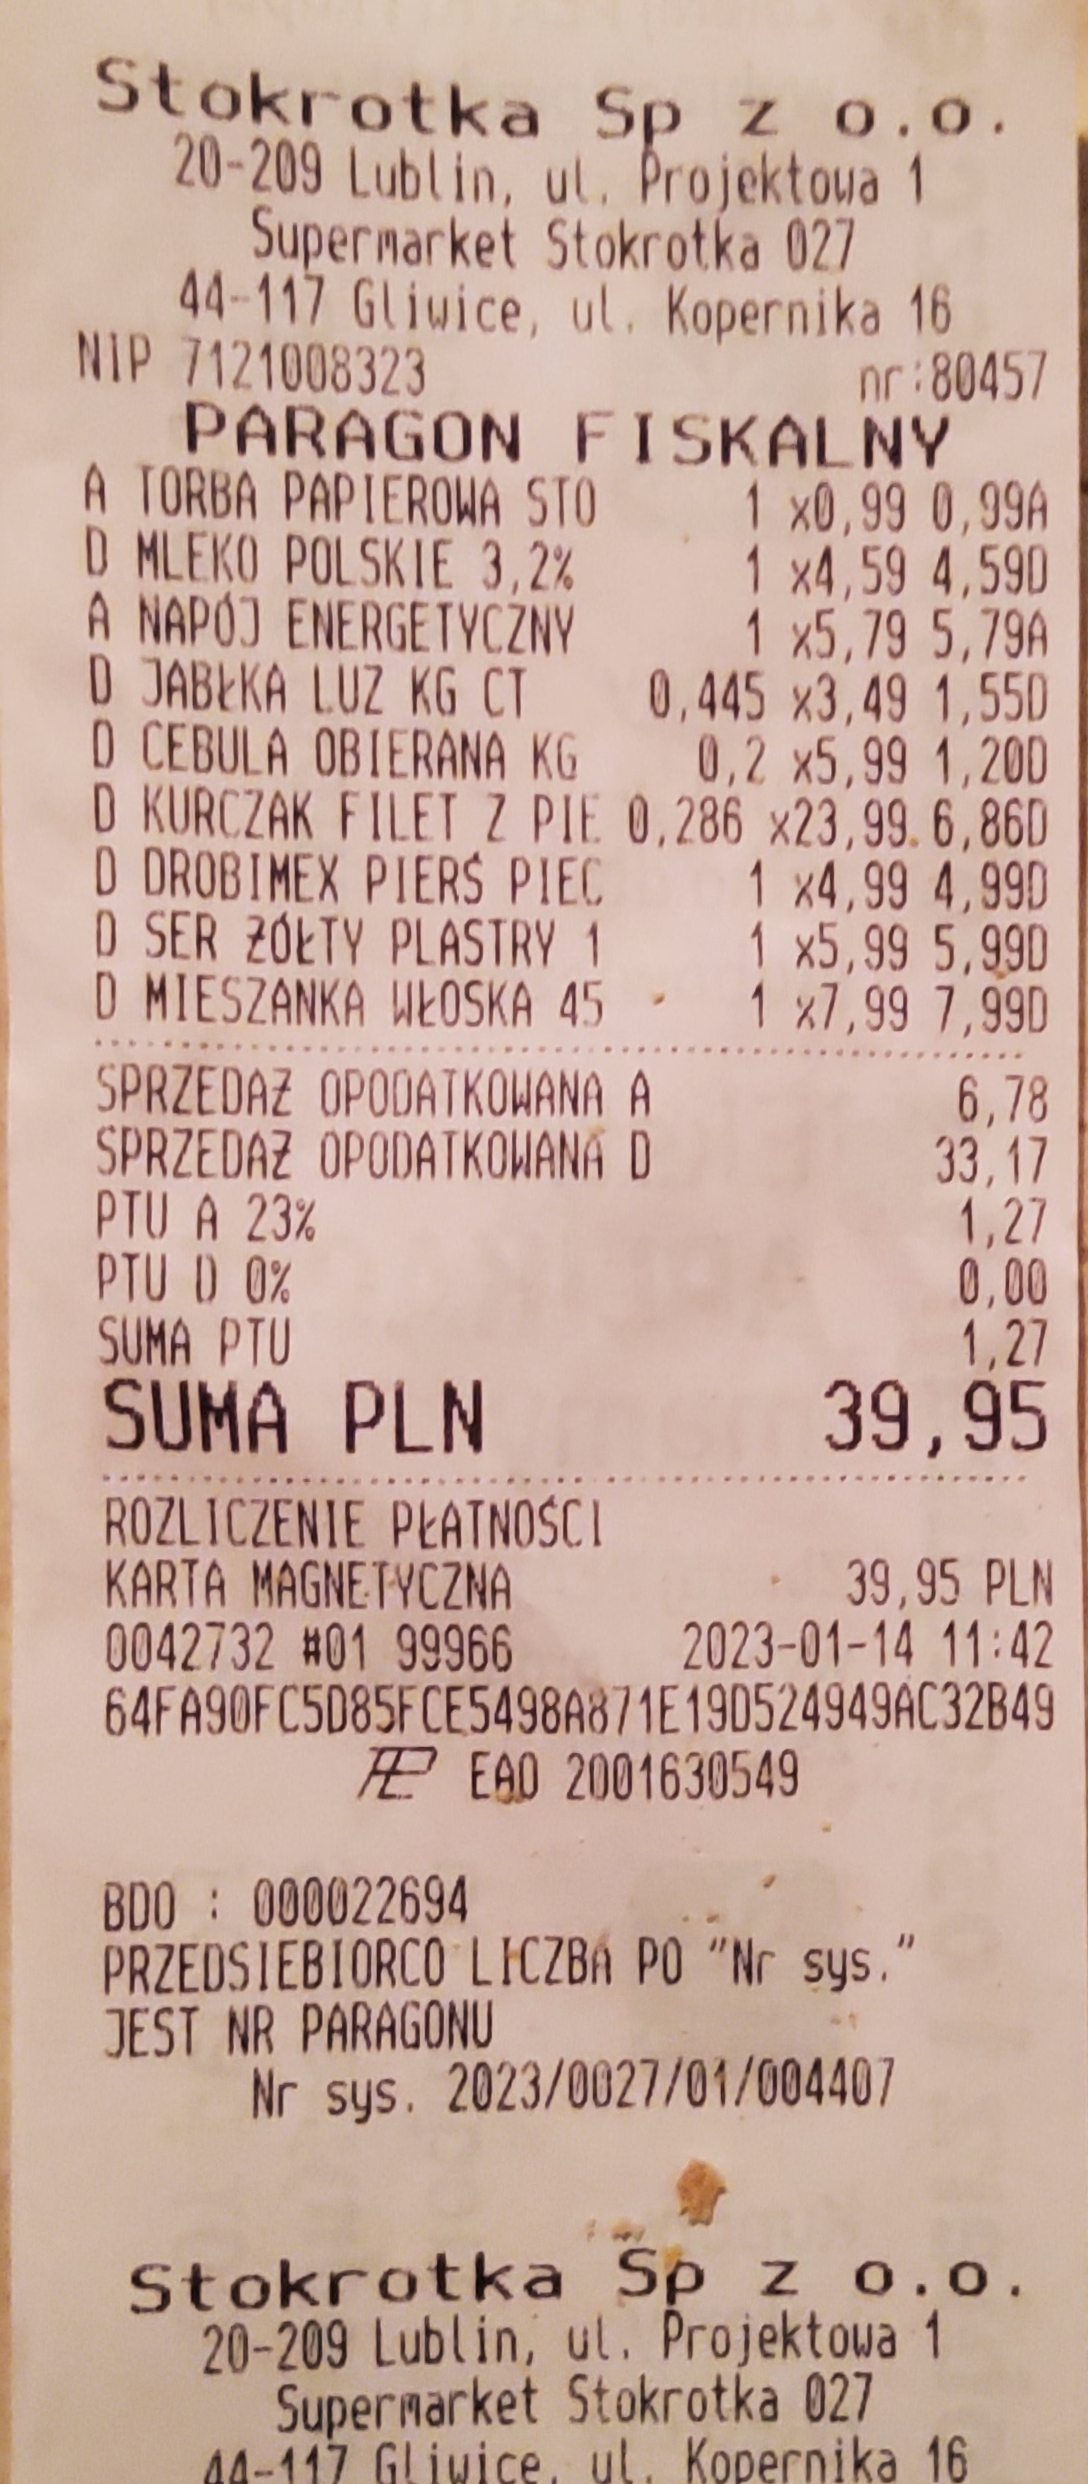 Stokrotka Sp z o.o.
20-209 Lublin, ul. Projektowa 1
Supermarket Stokrotka 027
44-117 Gliwice, ul. Kopernika 16
NIP 7121008323 nr:80457
PARAGON FISKALNY
A TORBA PAPIEROWA STO 1 x0,99 0,99A
D MLEKO POLSKIE 3,2% 1 x4,59 4,59D
A NAPÓJ ENERGETYCZNY 1 x5,79 5,79A
D JABŁKA LUZ KG CT 0,445 x3,49 1,55D
D CEBULA OBIERANA KG 0,2 x5,99 1,20D
D KURCZAK FILET Z PIE 0,286 x23,99 6,86D
D DROBIMEX PIERŚ PIEC 1 x4,99 4,99D
D SER ŻÓŁTY PLASTRY 1 1 x5,99 5,99D
D MIESZANKA WŁOSKA 45 1 x7,99 7,99D
SPRZEDAŻ OPODATKOWANA A 6,78
SPRZEDAŻ OPODATKOWANA D 33,17
PTU A 23% 1,27
PTU D 0% 0,00
SUMA PTU 1,27
SUMA PLN 39,95
ROZLICZENIE PŁATNOŚCI
KARTA MAGNETYCZNA 39,95 PLN
0042732 #01 99966 2023-01-14 11:42
64FA90FC5D85FCE5498A871E19D524949AC32B49
EAO 2001630549
BDO : 000022694
PRZEDSIEBIORCO LICZBA PO "Nr sys."
JEST NR PARAGONU
Nr sys. 2023/0027/01/004407
Stokrotka Sp z o.o.
20-209 Lublin, ul. Projektowa 1
Supermarket Stokrotka 027
44-117 Gliwice, ul. Kopernika 16